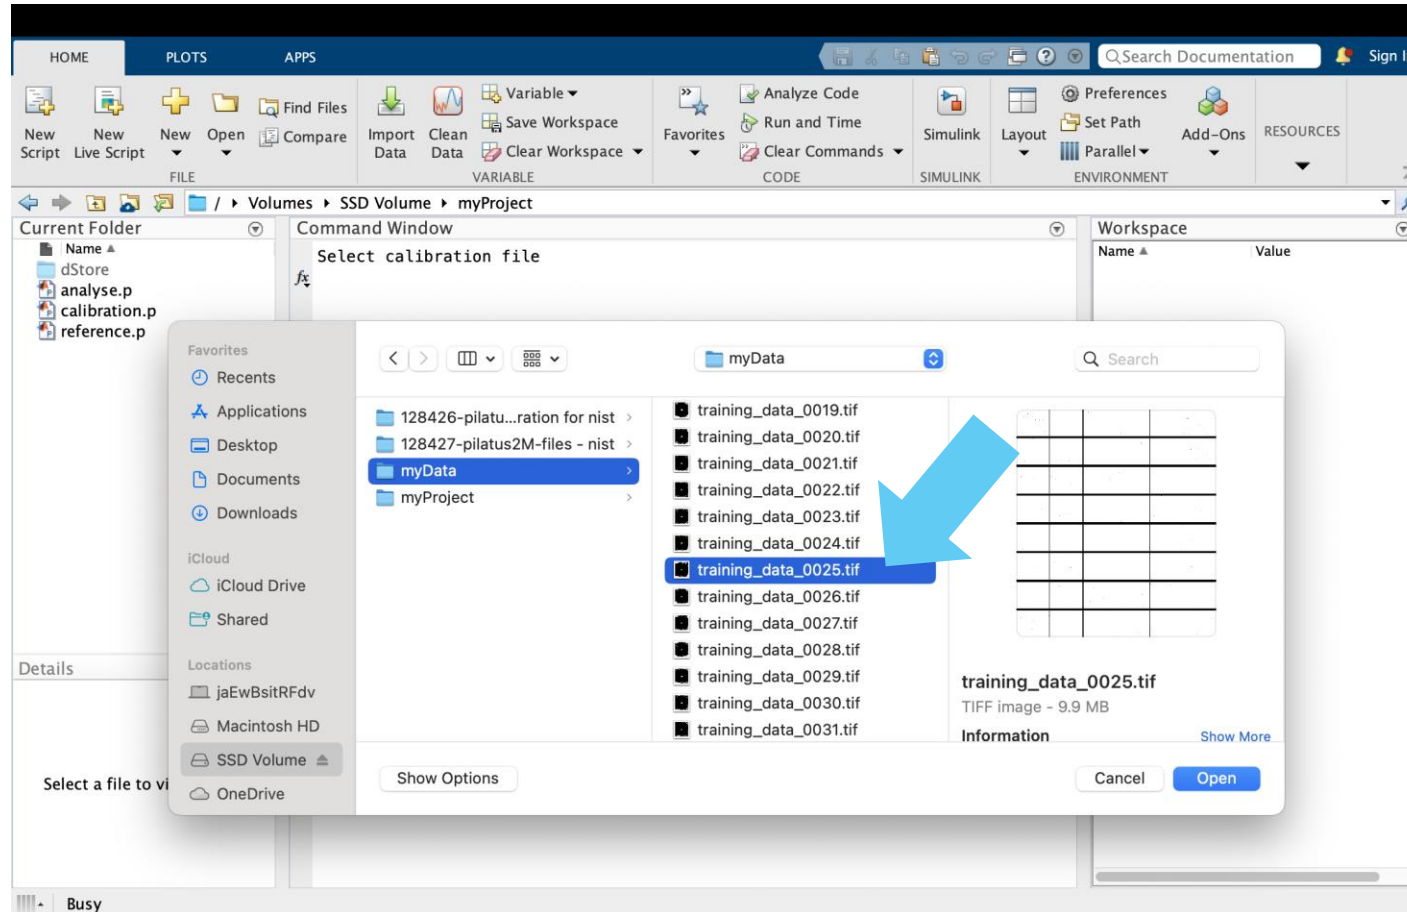 HOME PLOTS APPS Search Documentation Sign I
New Script
New Live Script
New
Open
Find Files
Compare
FILE
Import Data
Clean Data
Variable
Save Workspace
Clear Workspace
VARIABLE
Favorites
Analyze Code
Run and Time
Clear Commands
CODE
Simulink
SIMULINK
Layout
Preferences
Set Path
Parallel
Add-Ons
ENVIRONMENT
RESOURCES
/ Volumes SSD Volume myProject
Current Folder
Name
dStore
analyse.p
calibration.p
reference.p
Command Window
Select calibration file
fx
Workspace
Name Value
Favorites
Recents
Applications
Desktop
Documents
Downloads
iCloud
iCloud Drive
Shared
Locations
jaEwBsitRFdv
Macintosh HD
SSD Volume
OneDrive
myData
Search
128426-pilatu...ration for nist
128427-pilatus2M-files - nist
myData
myProject
training_data_0019.tif
training_data_0020.tif
training_data_0021.tif
training_data_0022.tif
training_data_0023.tif
training_data_0024.tif
training_data_0025.tif
training_data_0026.tif
training_data_0027.tif
training_data_0028.tif
training_data_0029.tif
training_data_0030.tif
training_data_0031.tif
training_data_0025.tif
TIFF image - 9.9 MB
Information Show More
Show Options
Cancel
Open
Details
Select a file to vi
Busy